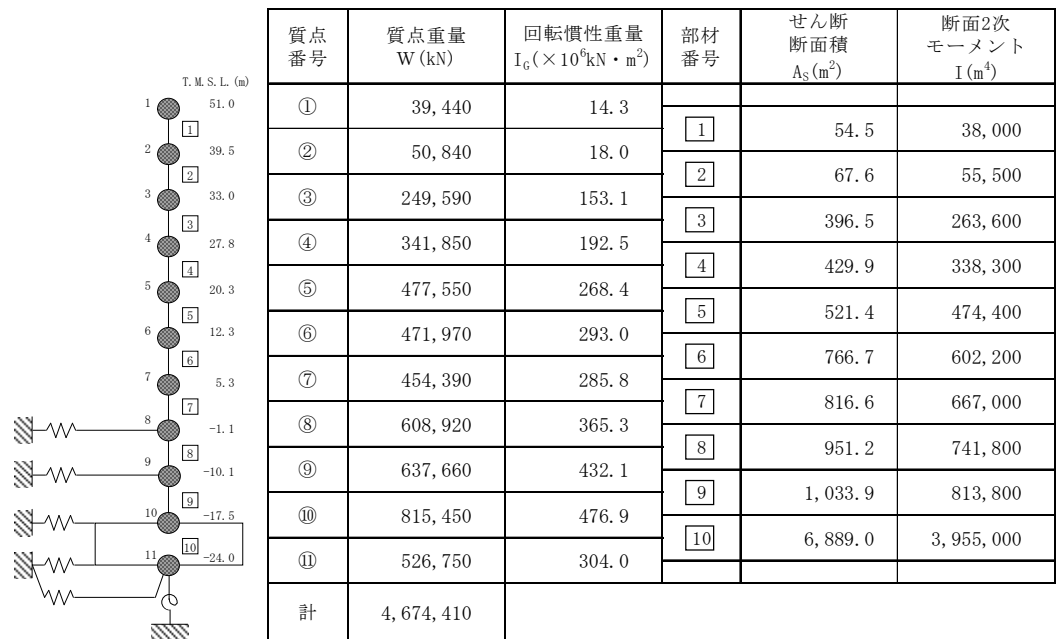 T.M.S.L.(m)
1 51.0
1
2 39.5
2
3 33.0
3
4 27.8
4
5 20.3
5
6 12.3
6
7 5.3
7
8 -1.1
8
9 -10.1
9
10 -17.5
10
11 -24.0
質点番号 質点重量 W(kN) 回転慣性重量 I_G(×10⁶kN・m²) 部材番号 せん断断面積 A_S(m²) 断面2次モーメント I(m⁴)
① 39,440 14.3
1 54.5 38,000
② 50,840 18.0
2 67.6 55,500
③ 249,590 153.1
3 396.5 263,600
④ 341,850 192.5
4 429.9 338,300
⑤ 477,550 268.4
5 521.4 474,400
⑥ 471,970 293.0
6 766.7 602,200
⑦ 454,390 285.8
7 816.6 667,000
⑧ 608,920 365.3
8 951.2 741,800
⑨ 637,660 432.1
9 1,033.9 813,800
⑩ 815,450 476.9
10 6,889.0 3,955,000
⑪ 526,750 304.0
計 4,674,410